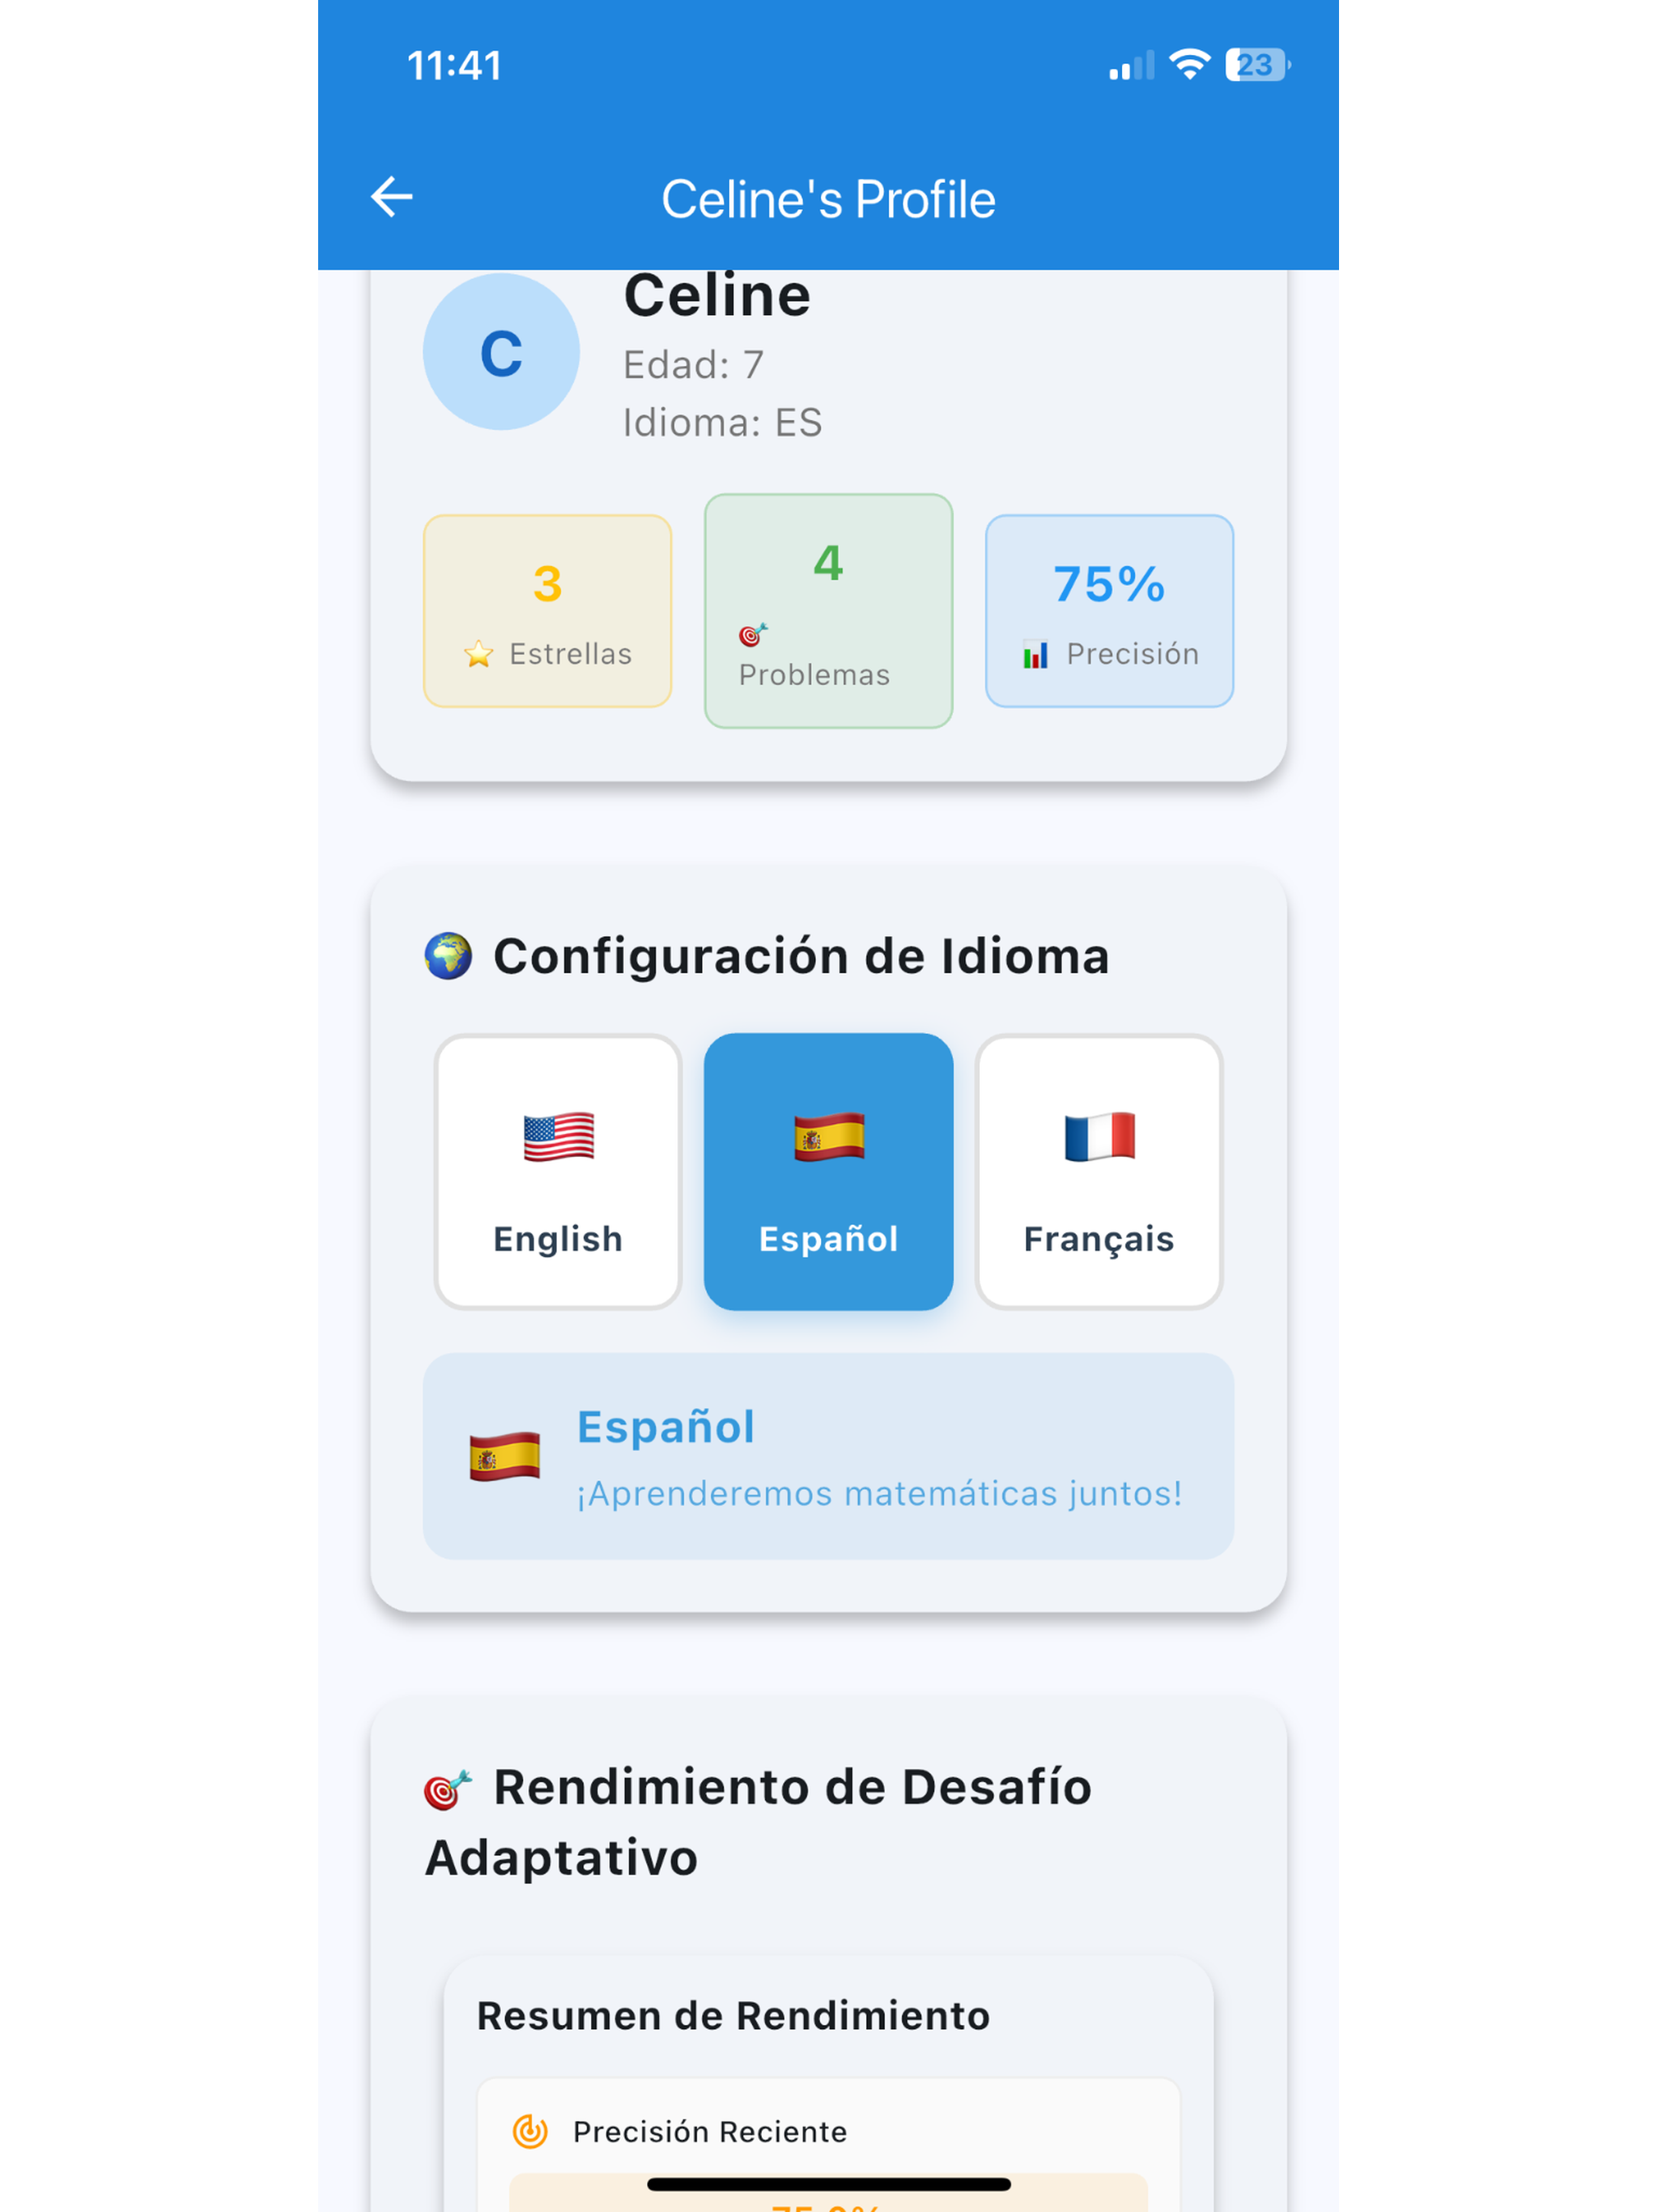 11:41
23
Celine's Profile
C
Celine
Edad: 7
Idioma: ES
3
Estrellas
4
Problemas
75%
Precisión
Configuración de Idioma
English
Español
Français
Español
¡Aprenderemos matemáticas juntos!
Rendimiento de Desafío
Adaptativo
Resumen de Rendimiento
Precisión Reciente